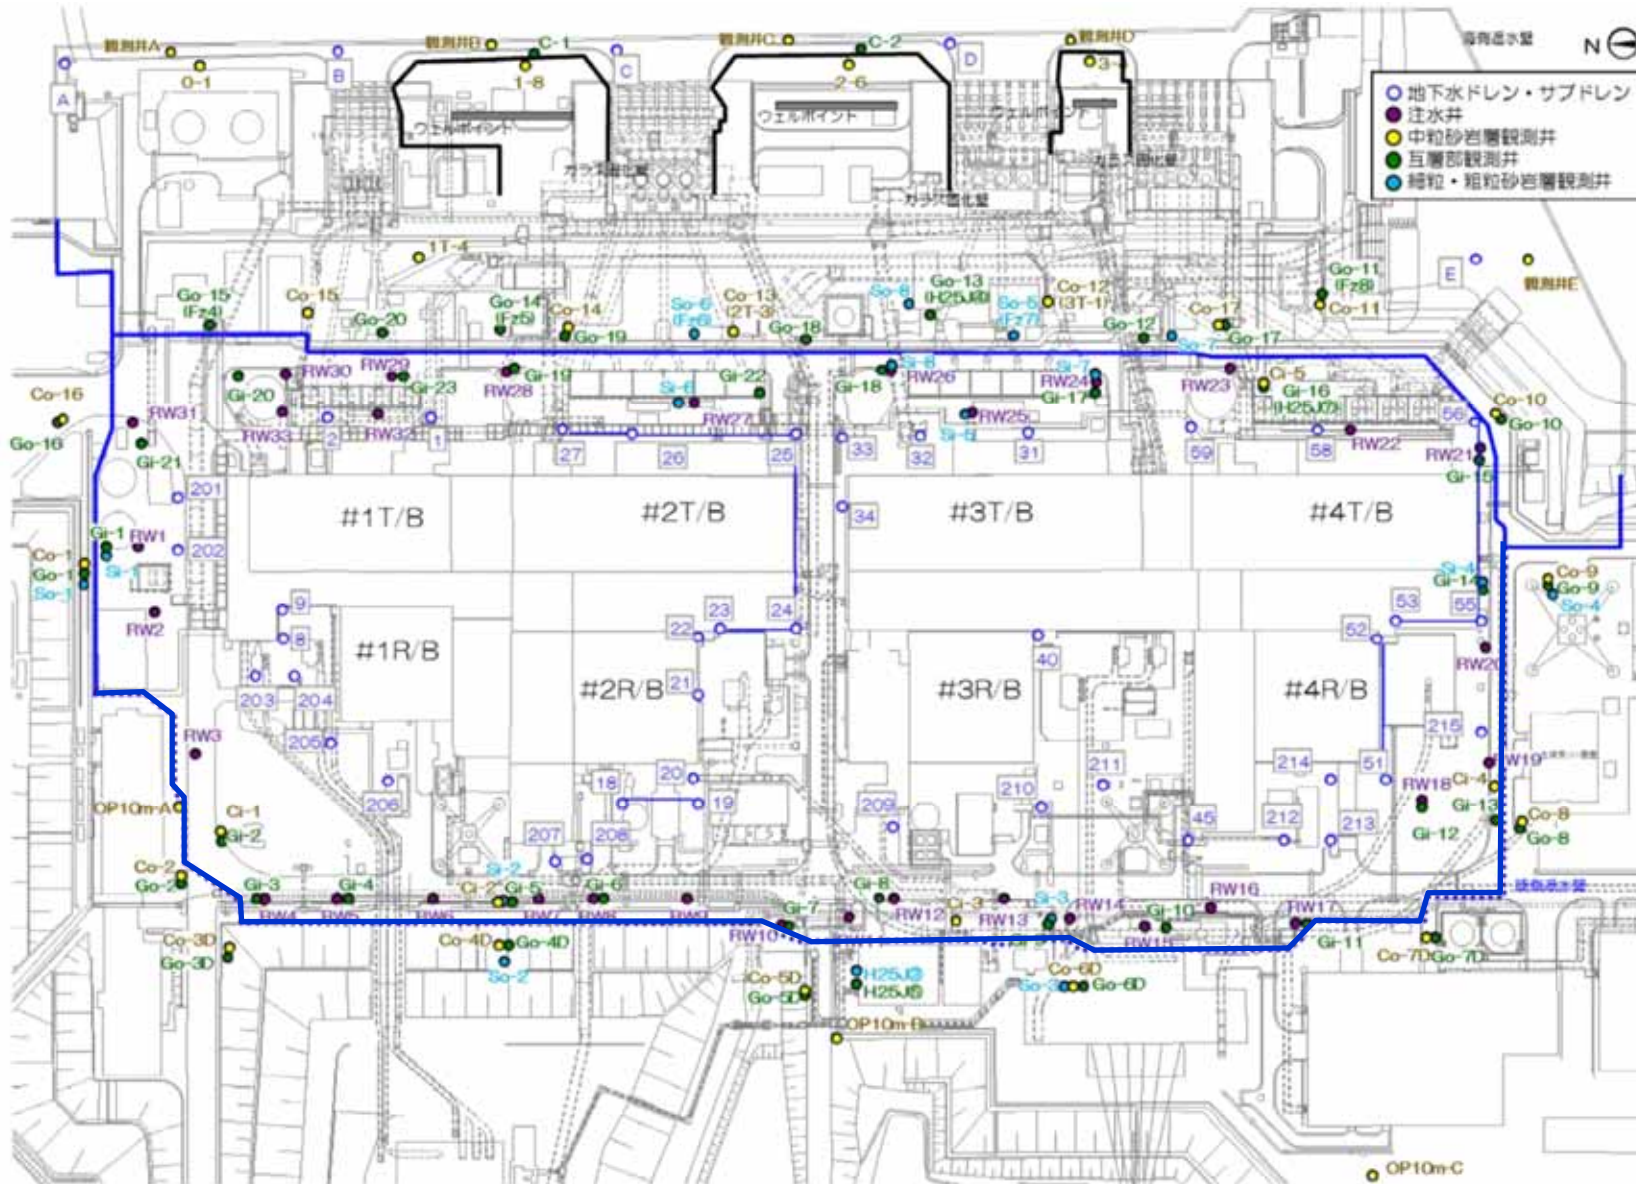 観測井A
観測井B
C-1
観測井C
C-2
観測井D
海側遮水壁
N
A
0-1
B
1-8
C
2-6
D
3-
地下水ドレン・サブドレン
注水井
中粒砂岩層観測井
互層部観測井
細粒・粗粒砂岩層観測井
ウェルポイント
ウェルポイント
ウェルポイント
ガラス固化壁
ガラス固化壁
ガラス固化壁
1T-4
E
観測井E
Go-15
(Fz4)
Co-15
Go-20
Go-14
(Fz5)
Co-14
Go-19
So-6
(Fz6)
Co-13
(2T-3)
Go-18
So-8
Go-13
So-5
(Fz7)
Co-12
(3T-1)
Go-12
So-7
Co-17
Go-17
Go-11
(Fz8)
Co-11
RW30
RW29
Gi-23
RW28
Gi-19
Si-6
Gi-22
Gi-18
Si-8
RW26
Si-7
RW24
Gi-17
RW23
Ci-5
Gi-16
Co-16
Go-16
RW31
Gi-20
RW33
2
RW32
1
RW27
RW25
Si-5
RW22
56
Co-10
Go-10
Gi-21
27
26
25
33
32
31
59
58
RW21
Gi-15
201
#1T/B
#2T/B
34
#3T/B
#4T/B
Gi-1
RW1
202
Co-1
Go-1
So-1
Si-1
Si-4
Gi-14
Co-9
Go-9
So-4
RW2
9
8
23
24
22
53
55
52
#1R/B
40
RW20
#2R/B
21
#3R/B
#4R/B
203
204
205
215
RW3
206
18
20
19
211
210
214
51
RW19
RW18
Ci-4
Gi-13
OP10m-A
Ci-1
Gi-2
209
45
212
213
Gi-12
Co-8
Go-8
207
208
Co-2
Go-2
Gi-3
Gi-4
Si-2
Ci-2
Gi-5
Gi-6
Gi-8
Si-3
RW16
陸側遮水壁
RW4
RW5
RW6
RW7
RW8
RW9
RW12
Ci-3
RW13
RW14
Gi-10
RW17
RW10
Gi-7
RW15
Gi-11
Co-3D
Go-3D
Co-4D
Go-4D
So-2
Co-7D
Go-7D
Co-5D
Go-5D
Co-6D
So-3
Go-6D
OP10m-B
OP10m-C